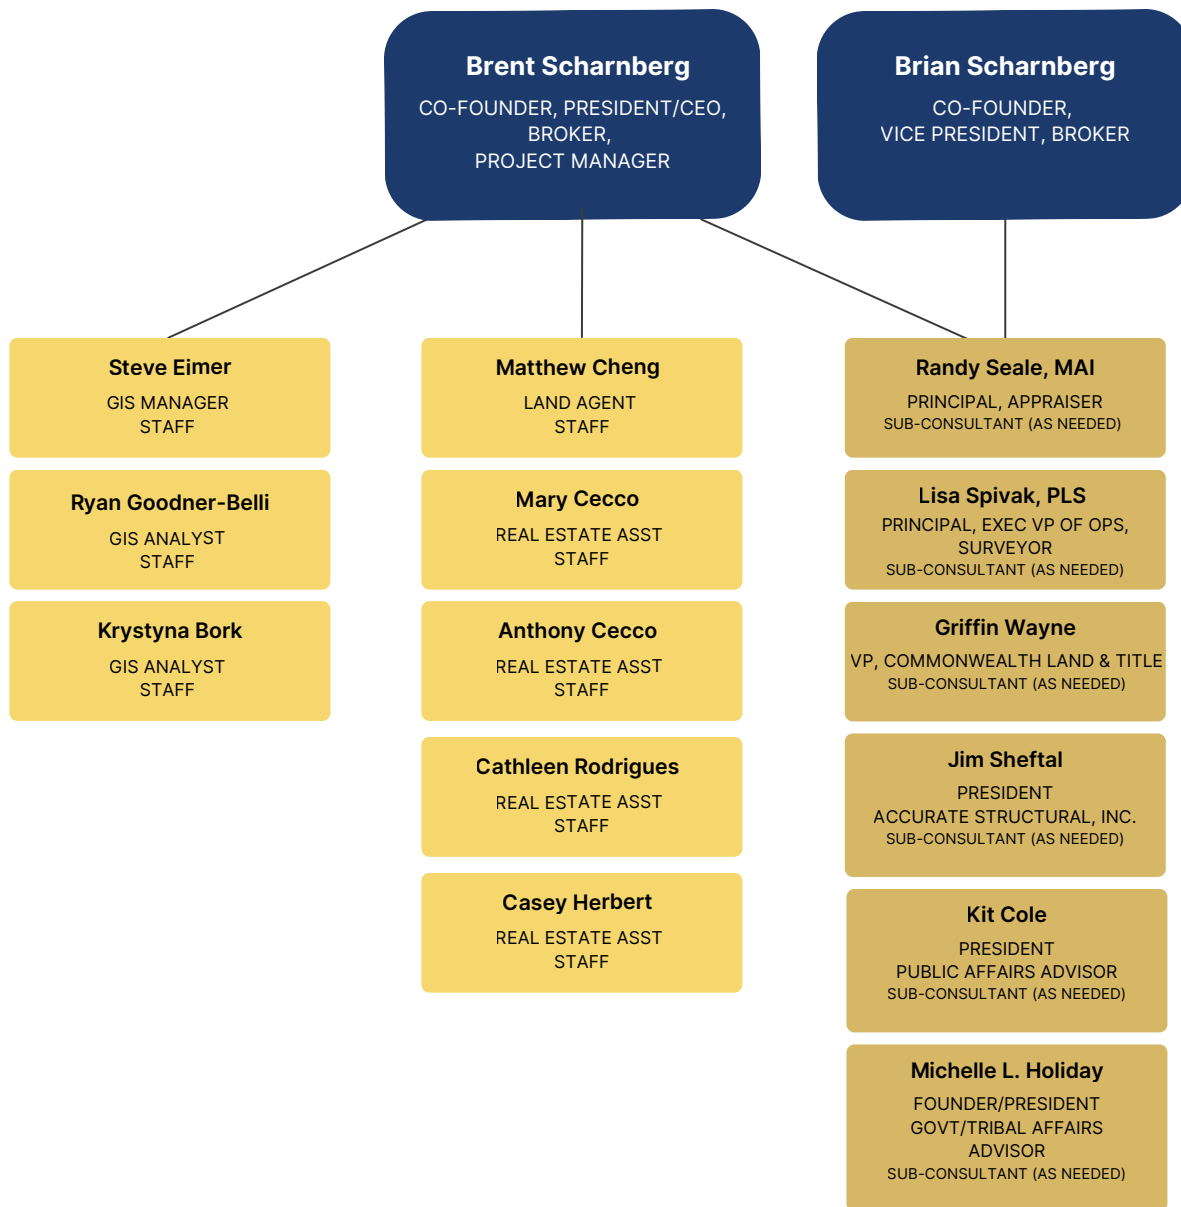 Brent Scharnberg
CO-FOUNDER, PRESIDENT/CEO,
BROKER,
PROJECT MANAGER
Brian Scharnberg
CO-FOUNDER,
VICE PRESIDENT, BROKER
Steve Eimer
GIS MANAGER
STAFF
Ryan Goodner-Belli
GIS ANALYST
STAFF
Krystyna Bork
GIS ANALYST
STAFF
Matthew Cheng
LAND AGENT
STAFF
Mary Cecco
REAL ESTATE ASST
STAFF
Anthony Cecco
REAL ESTATE ASST
STAFF
Cathleen Rodrigues
REAL ESTATE ASST
STAFF
Casey Herbert
REAL ESTATE ASST
STAFF
Randy Seale, MAI
PRINCIPAL, APPRAISER
SUB-CONSULTANT (AS NEEDED)
Lisa Spivak, PLS
PRINCIPAL, EXEC VP OF OPS,
SURVEYOR
SUB-CONSULTANT (AS NEEDED)
Griffin Wayne
VP, COMMONWEALTH LAND & TITLE
SUB-CONSULTANT (AS NEEDED)
Jim Sheftal
PRESIDENT
ACCURATE STRUCTURAL, INC.
SUB-CONSULTANT (AS NEEDED)
Kit Cole
PRESIDENT
PUBLIC AFFAIRS ADVISOR
SUB-CONSULTANT (AS NEEDED)
Michelle L. Holiday
FOUNDER/PRESIDENT
GOVT/TRIBAL AFFAIRS
ADVISOR
SUB-CONSULTANT (AS NEEDED)